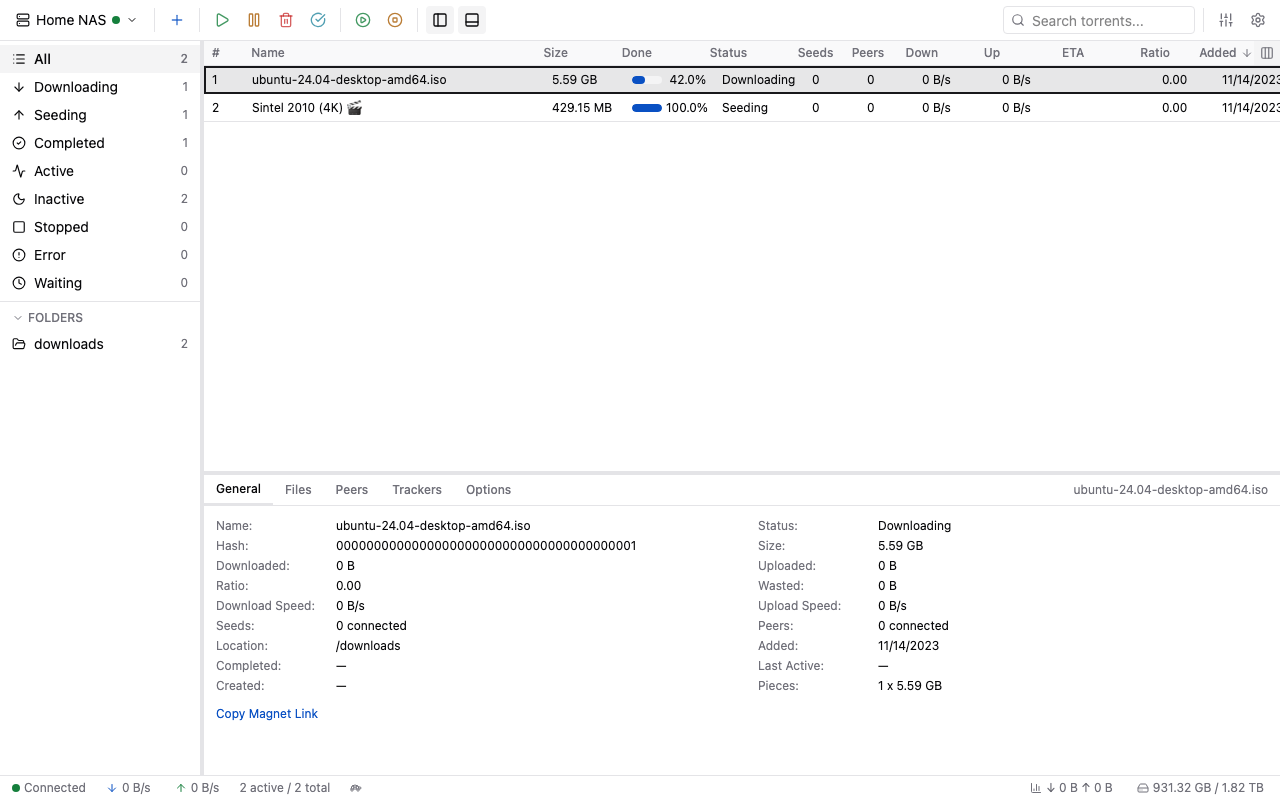 Home NAS
Search torrents...
All 2
Downloading 1
Seeding 1
Completed 1
Active 0
Inactive 2
Stopped 0
Error 0
Waiting 0
FOLDERS
downloads 2
# Name Size Done Status Seeds Peers Down Up ETA Ratio Added
1 ubuntu-24.04-desktop-amd64.iso 5.59 GB 42.0% Downloading 0 0 0 B/s 0 B/s 0.00 11/14/2023
2 Sintel 2010 (4K) 🎬 429.15 MB 100.0% Seeding 0 0 0 B/s 0 B/s 0.00 11/14/2023
General Files Peers Trackers Options ubuntu-24.04-desktop-amd64.iso
Name: ubuntu-24.04-desktop-amd64.iso Status: Downloading
Hash: 0000000000000000000000000000000000000001 Size: 5.59 GB
Downloaded: 0 B Uploaded: 0 B
Ratio: 0.00 Wasted: 0 B
Download Speed: 0 B/s Upload Speed: 0 B/s
Seeds: 0 connected Peers: 0 connected
Location: /downloads Added: 11/14/2023
Completed: — Last Active: —
Created: — Pieces: 1 x 5.59 GB
Copy Magnet Link
Connected ↓ 0 B/s ↑ 0 B/s 2 active / 2 total ↓ 0 B ↑ 0 B 931.32 GB / 1.82 TB